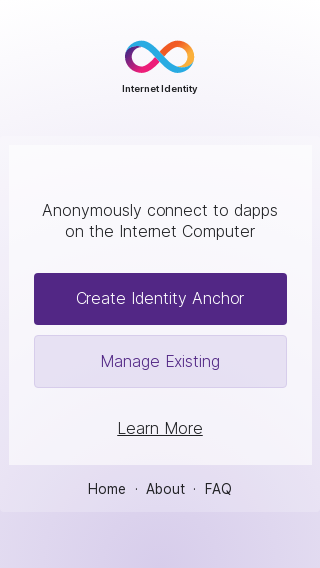 Internet Identity
Anonymously connect to dapps
on the Internet Computer
Create Identity Anchor
Manage Existing
Learn More
Home · About · FAQ